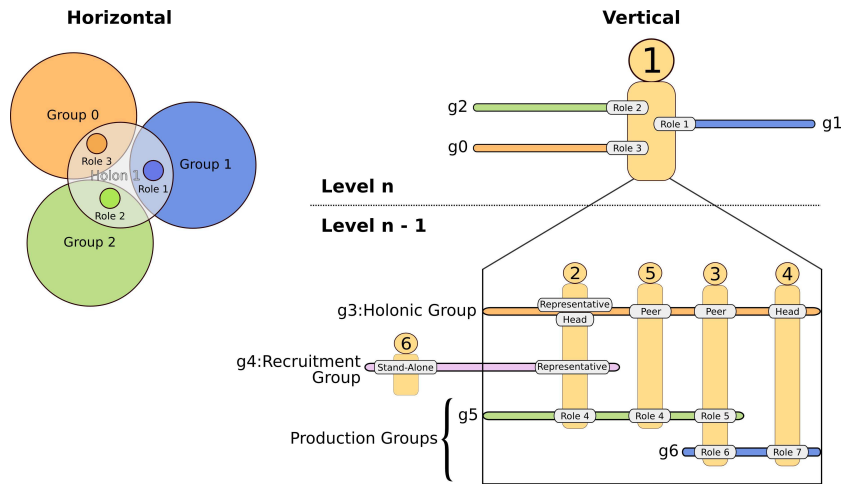 Horizontal
Group 0
Role 3
Holon 1
Group 1
Role 1
Role 2
Group 2
Vertical
1
g2
Role 2
Role 1
g1
g0
Role 3
Level n
Level n - 1
2
5
3
4
g3:Holonic Group
Representative
Head
Peer
Peer
Head
6
g4:Recruitment
Group
Stand-Alone
Representative
g5
Role 4
Role 4
Role 5
Production Groups
g6
Role 6
Role 7